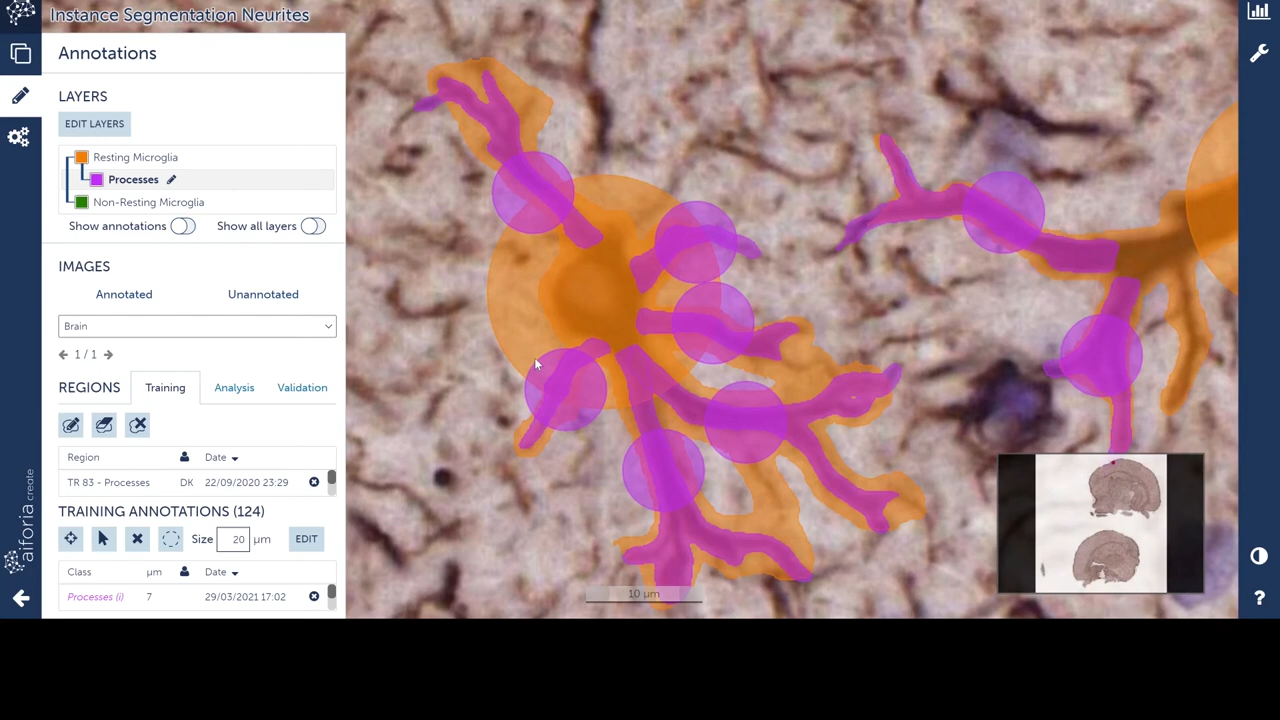 Instance Segmentation Neurites
Annotations
LAYERS
EDIT LAYERS
Resting Microglia
Processes
Non-Resting Microglia
Show annotations Show all layers
IMAGES
Annotated Unannotated
Brain
1 / 1
REGIONS Training Analysis Validation
Region Date
TR 83 - Processes DK 22/09/2020 23:29
TRAINING ANNOTATIONS (124)
Size 20 µm EDIT
Class µm Date
Processes (i) 7 29/03/2021 17:02
aiforia create
10 µm
?